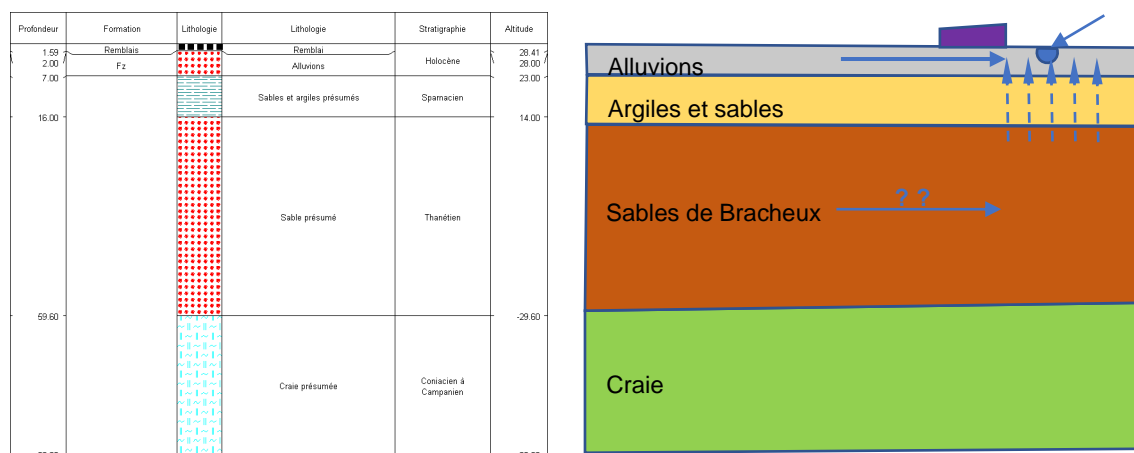 Profondeur Formation Lithologie Lithologie Stratigraphie Altitude
Remblais Remblai
1.59 28.41
Holocène
2.00 Fz Alluvions 28.00
7.00 23.00
Sables et argiles présumés Sparnacien
16.00 14.00
Sable présumé Thanétien
59.60 -29.60
Craie présumée Coniacien à
Campanien
Alluvions
Argiles et sables
Sables de Bracheux
? ?
Craie